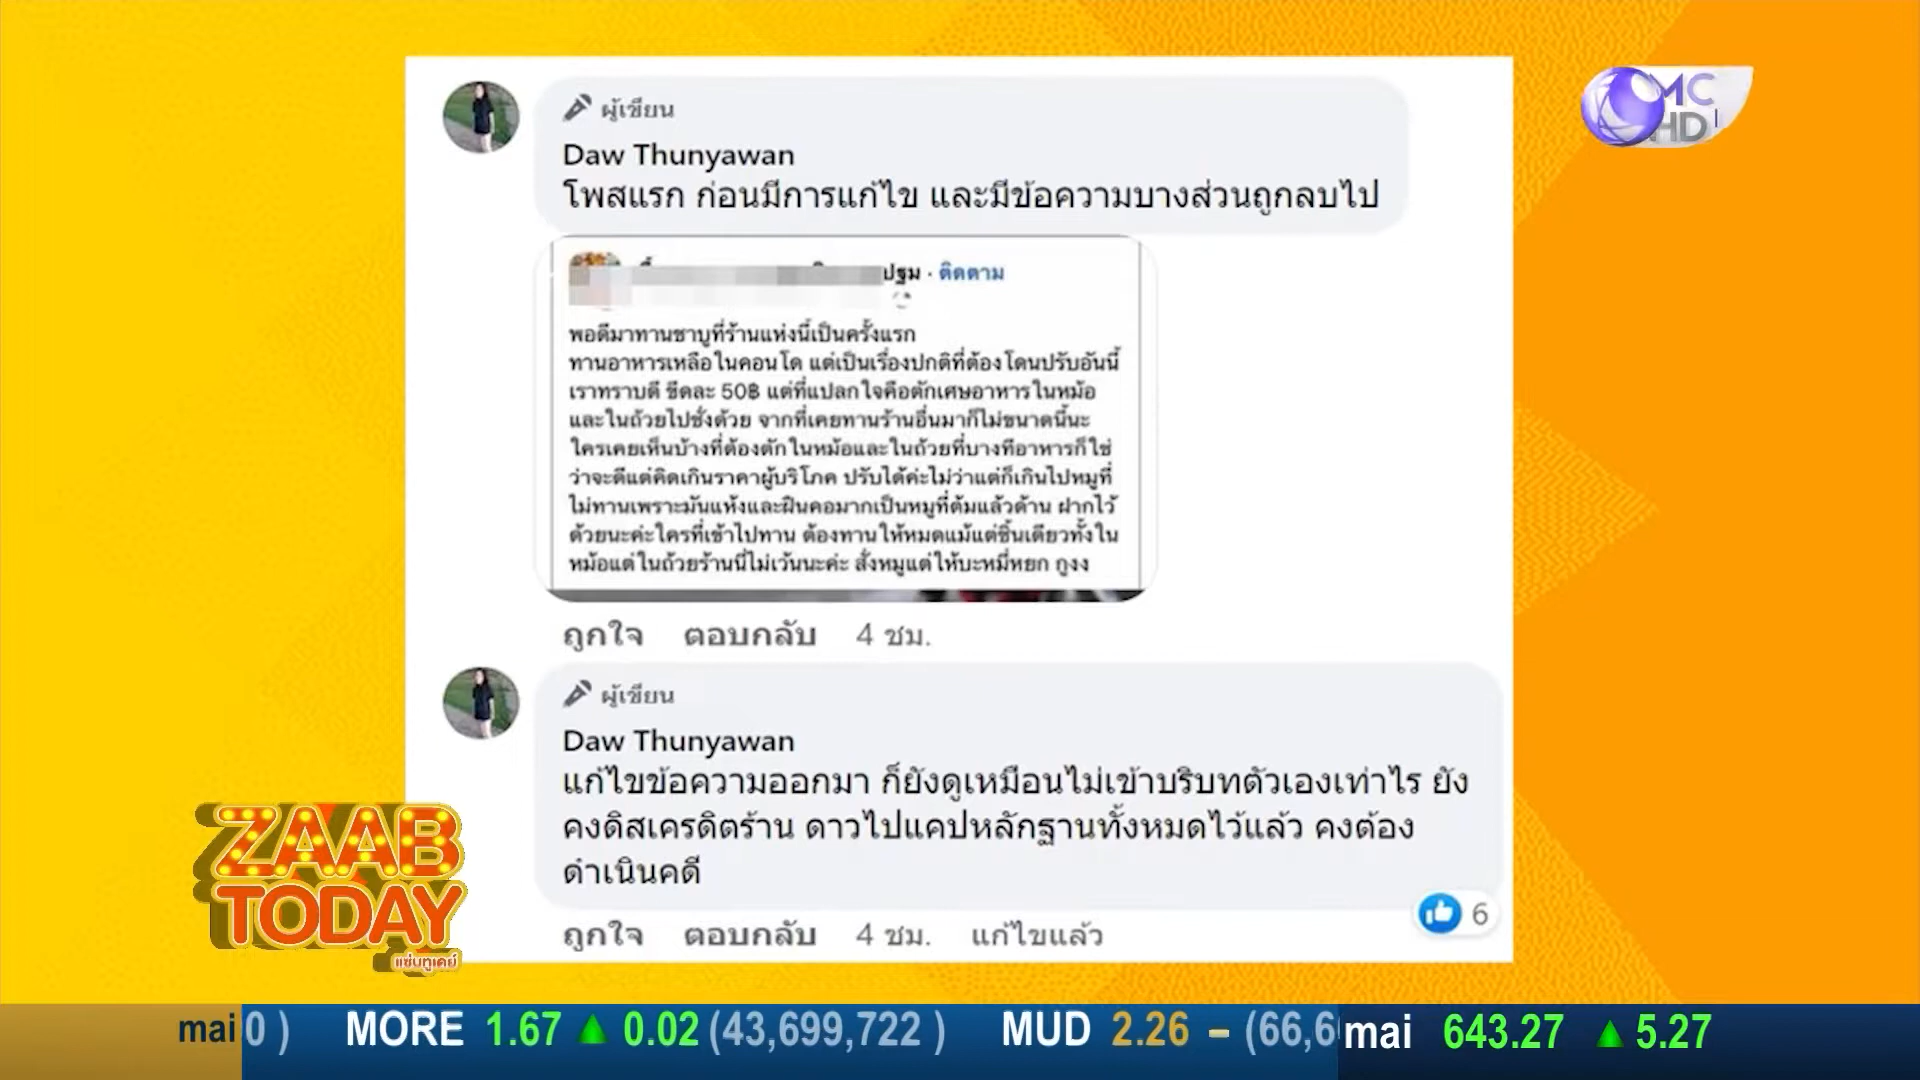 ผู้เขียน
Daw Thunyawan
โพสแรก ก่อนมีการแก้ไข และมีข้อความบางส่วนถูกลบไป
ปฐม · ติดตาม
พอดีมาทานชาบูที่ร้านแห่งนี้เป็นครั้งแรก
ทานอาหารเหลือในคอนโด แต่เป็นเรื่องปกติที่ต้องโดนปรับอันนี้
เราทราบดี ขีดละ 50฿ แต่ที่แปลกใจคือตักเศษอาหารในหม้อ
และในถ้วยไปชั่งด้วย จากที่เคยทานร้านอื่นมาก็ไม่ขนาดนี้นะ
ใครเคยเห็นบ้างที่ต้องตักในหม้อและในถ้วยที่บางทีอาหารก็ใช่
ว่าจะดีแต่คิดเกินราคาผู้บริโภค ปรับได้ค่ะไม่ว่าแต่ก็เกินไปหมูที่
ไม่ทานเพราะมันแห้งและฝืนคอมากเป็นหมูที่ต้มแล้วด้าน ฝากไว้
ด้วยนะค่ะใครที่เข้าไปทาน ต้องทานให้หมดแม้แต่ชิ้นเดียวทั้งใน
หม้อแต่ในถ้วยร้านนี่ไม่เว้นนะค่ะ สั่งหมูแต่ให้บะหมี่หยก กูงง
ถูกใจ ตอบกลับ 4 ชม.
ผู้เขียน
Daw Thunyawan
แก้ไขข้อความออกมา ก็ยังดูเหมือนไม่เข้าบริบทตัวเองเท่าไร ยัง
คงดิสเครดิตร้าน ดาวไปแคปหลักฐานทั้งหมดไว้แล้ว คงต้อง
ดำเนินคดี
6
ถูกใจ ตอบกลับ 4 ชม. แก้ไขแล้ว
MC
HD
ZAAB
TODAY
แซ่บทูเดย์
mai 0 ) MORE 1.67 ▲ 0.02 (43,699,722 ) MUD 2.26 – (66,6 mai 643.27 ▲ 5.27